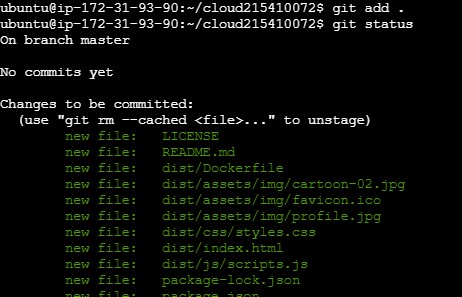 ubuntu@ip-172-31-93-90:~/cloud215410072$ git add .
ubuntu@ip-172-31-93-90:~/cloud215410072$ git status
On branch master
No commits yet
Changes to be committed:
(use "git rm --cached <file>..." to unstage)
new file: LICENSE
new file: README.md
new file: dist/Dockerfile
new file: dist/assets/img/cartoon-02.jpg
new file: dist/assets/img/favicon.ico
new file: dist/assets/img/profile.jpg
new file: dist/css/styles.css
new file: dist/index.html
new file: dist/js/scripts.js
new file: package-lock.json
new file: package.json